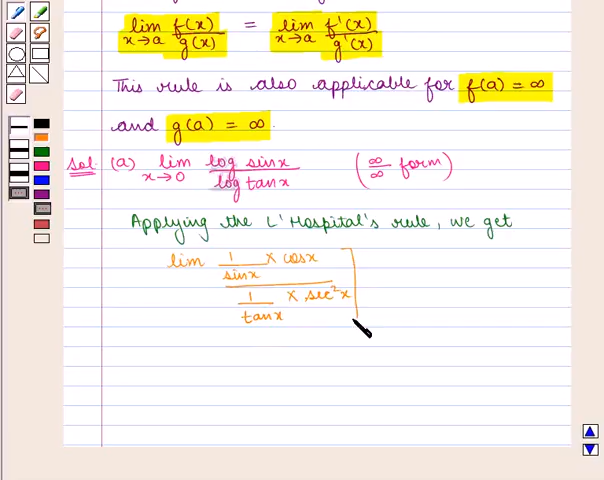 lim x→a f(x)/g(x) = lim x→a f'(x)/g'(x)
This rule is also applicable for f(a) = ∞
and g(a) = ∞.
Sol (a) lim x→0 log sinx / log tanx (∞/∞ form)
Applying the L'Hospital's rule, we get
lim 1/sinx × cosx
1/tanx × sec²x